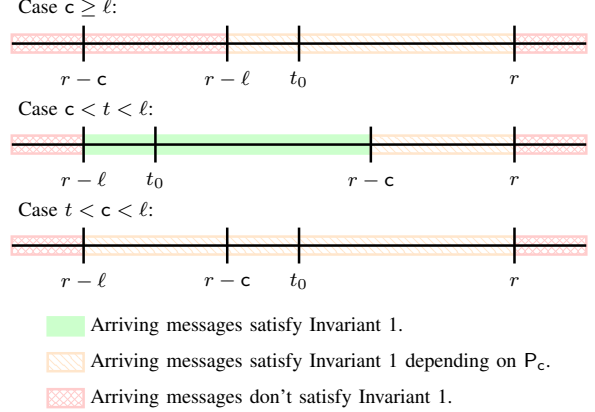 Case c ≥ ℓ:
r − c r − ℓ t₀ r
Case c < t < ℓ:
r − ℓ t₀ r − c r
Case t < c < ℓ:
r − ℓ r − c t₀ r
Arriving messages satisfy Invariant 1.
Arriving messages satisfy Invariant 1 depending on P_c.
Arriving messages don't satisfy Invariant 1.